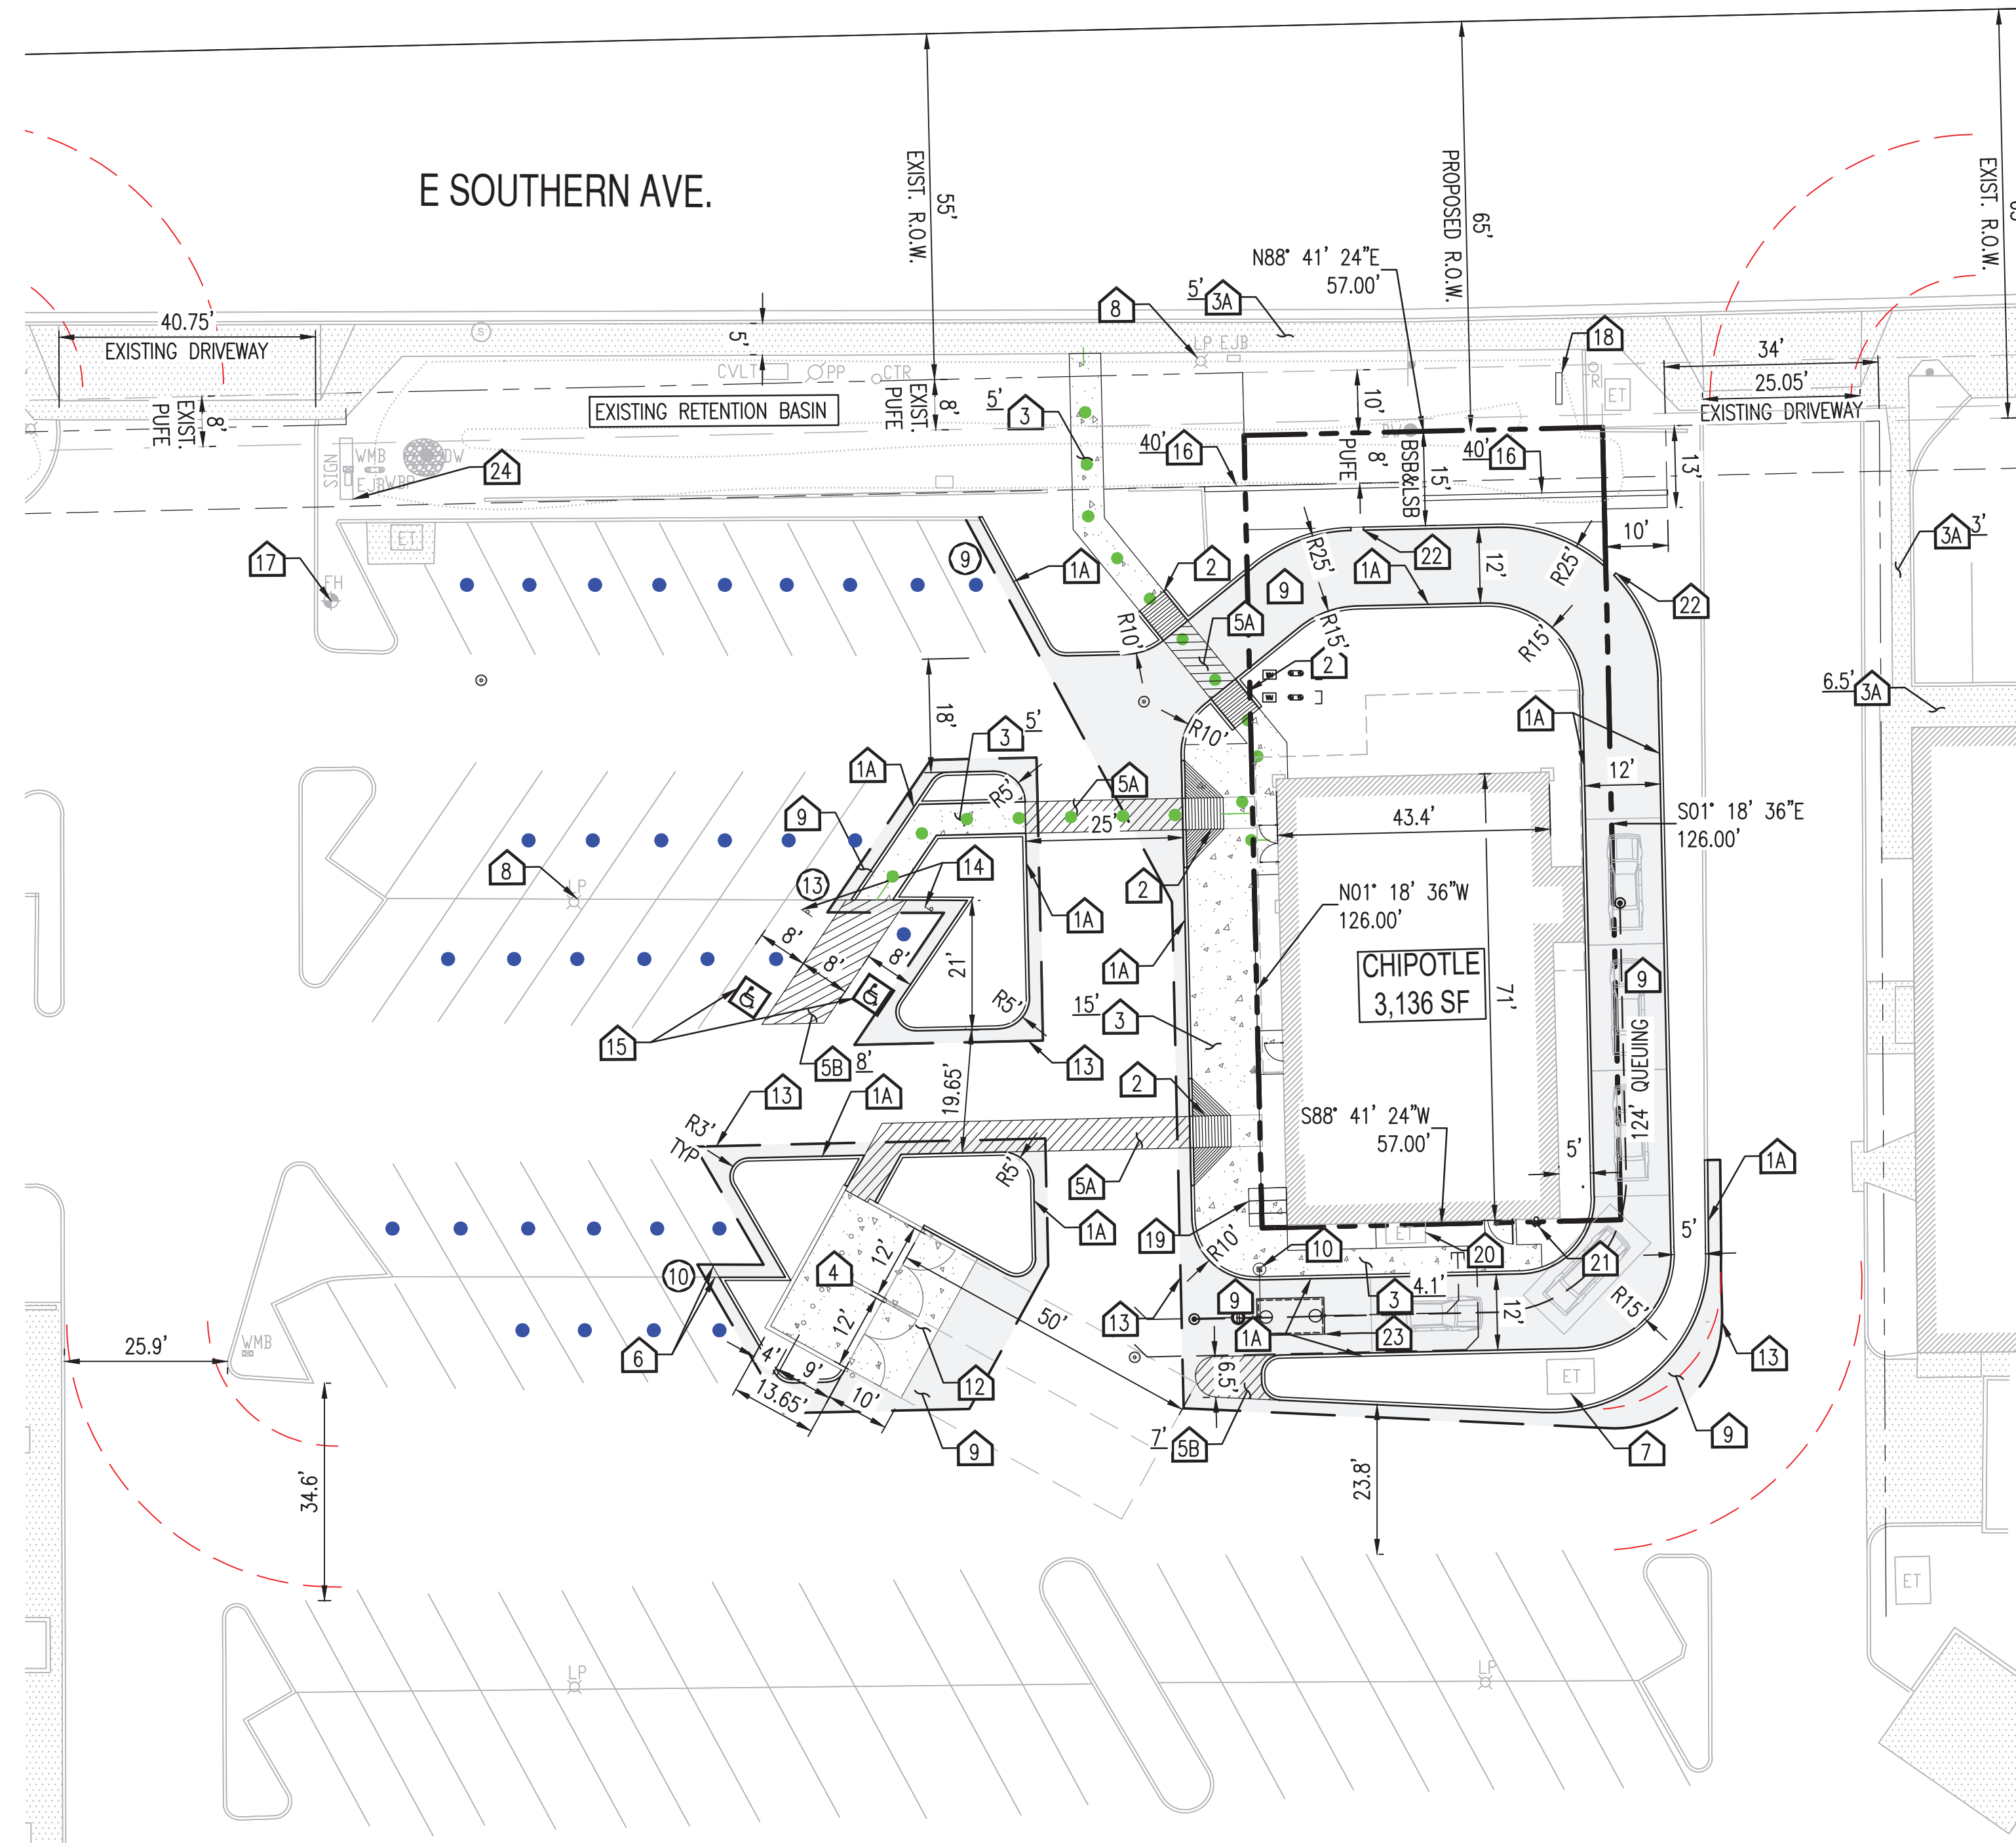 E SOUTHERN AVE.
55'
EXIST. R.O.W.
65'
PROPOSED R.O.W.
EXIST. R.O.W.
N88° 41' 24"E
57.00'
8
5'
3A
18
40.75'
EXISTING DRIVEWAY
S
5'
LP EJB
34'
25.05'
EXISTING DRIVEWAY
CVLT
PP
CTR
TR
ET
8'
EXIST.
PUFE
EXISTING RETENTION BASIN
8'
EXIST.
PUFE
5'
3
10'
40'
16
8'
PUFE
15'
BSB&LSB
DW
40'
16
13'
SIGN
WMB
DW
EJB
WBP
24
ET
17
FH
9
1A
2
R25'
22
1A
12'
R25'
10'
3A
3'
9
22
R10'
5A
R15'
2
R15'
18'
3
5'
R10'
1A
6.5'
3A
1A
R5'
5A
12'
9
25'
43.4'
S01° 18' 36"E
126.00'
8
LP
13
14
2
1A
N01° 18' 36"W
126.00'
8'
8'
8'
21'
1A
CHIPOTLE
3,136 SF
9
71'
R5'
15'
3
15
5B
8'
13
124' QUEUING
13
1A
19.65'
2
R3'
TYP
S88° 41' 24"W
57.00'
5'
R5'
5A
1A
1A
19
R10'
10
ET
20
21
5'
10
4
12'
50'
9
3
4.1'
12'
R15'
13
1A
23
13
WMB
25.9'
6
12'
4'
9'
13.65'
10'
12
6.5'
ET
9
7'
5B
7
9
34.6'
23.8'
ET
LP
LP